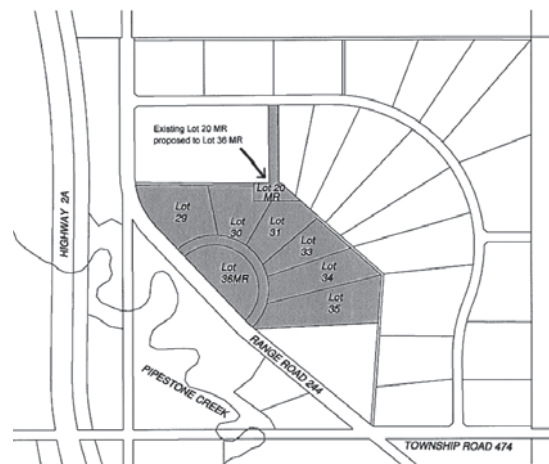 Existing Lot 20 MR
proposed to Lot 36 MR
HIGHWAY 2A
Lot 20
MR
Lot
29
Lot
30
Lot
31
Lot
33
Lot
34
Lot
35
Lot
36MR
RANGE ROAD 244
PIPESTONE CREEK
TOWNSHIP ROAD 474